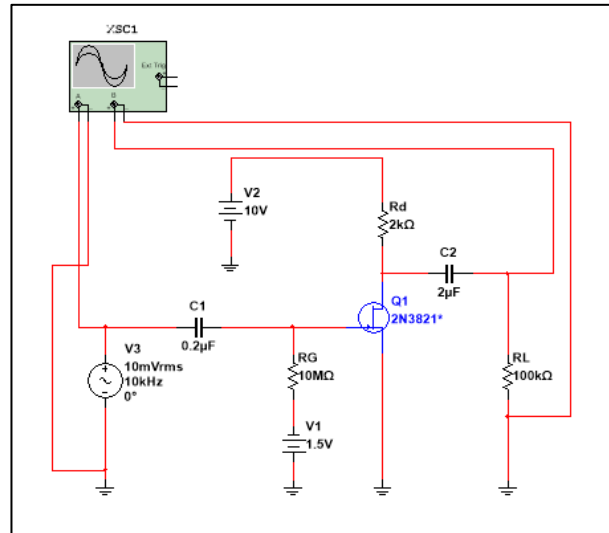 XSC1
Ext Trig
A
B
V2
10V
Rd
2kΩ
C2
2µF
C1
0.2µF
Q1
2N3821*
V3
10mVrms
10kHz
0°
RG
10MΩ
RL
100kΩ
V1
1.5V